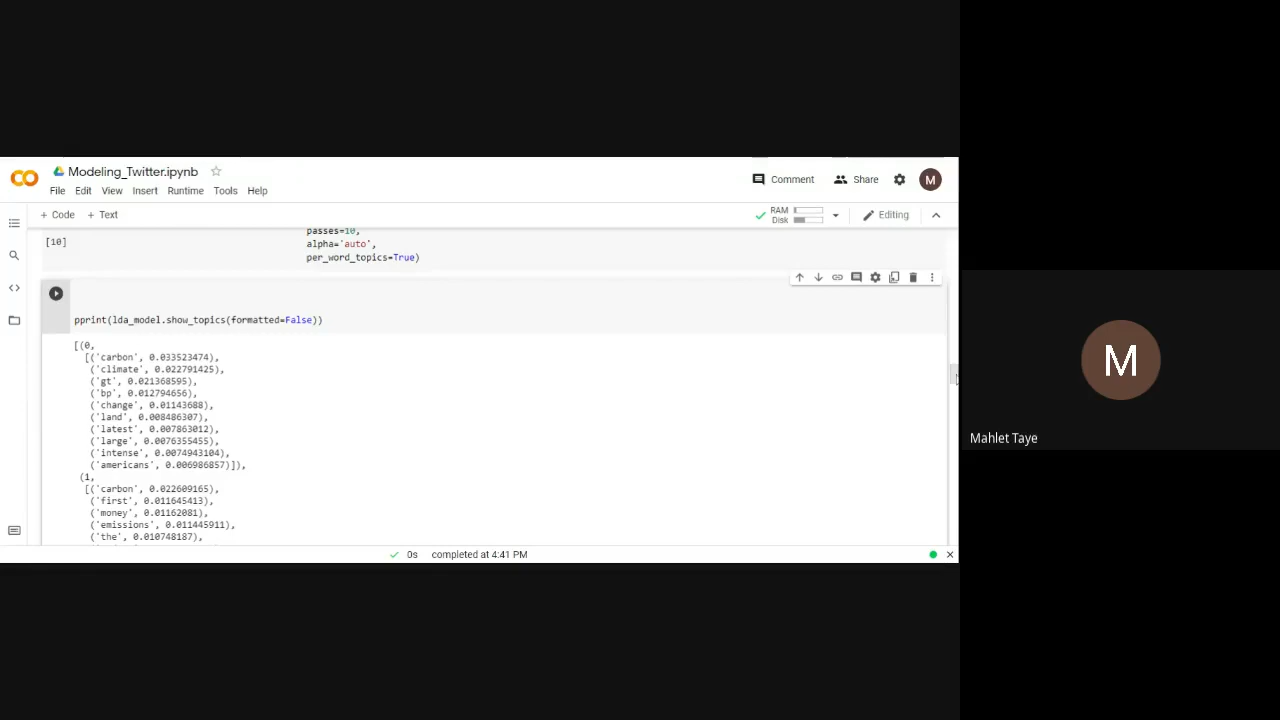 Modeling_Twitter.ipynb
File Edit View Insert Runtime Tools Help
Comment Share M
+ Code + Text
RAM
Disk
Editing
passes=10,
[10]
alpha='auto',
per_word_topics=True)
pprint(lda_model.show_topics(formatted=False))
[(0,
[('carbon', 0.033523474),
('climate', 0.022791425),
('gt', 0.021368595),
('bp', 0.012794656),
('change', 0.01143688),
('land', 0.008486307),
('latest', 0.007863012),
('large', 0.0076355455),
('intense', 0.0074943104),
('americans', 0.006986857)]),
(1,
[('carbon', 0.022609165),
('first', 0.011645413),
('money', 0.01162081),
('emissions', 0.011445911),
('the', 0.010748187),
0s completed at 4:41 PM
M
Mahlet Taye